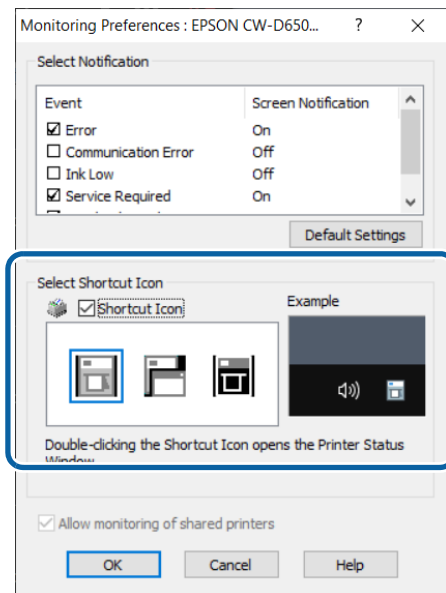 Monitoring Preferences : EPSON CW-D650... ?
Select Notification
Event Screen Notification
Error On
Communication Error Off
Ink Low Off
Service Required On
Default Settings
Select Shortcut Icon
Shortcut Icon
Example
Double-clicking the Shortcut Icon opens the Printer Status
Window
Allow monitoring of shared printers
OK Cancel Help